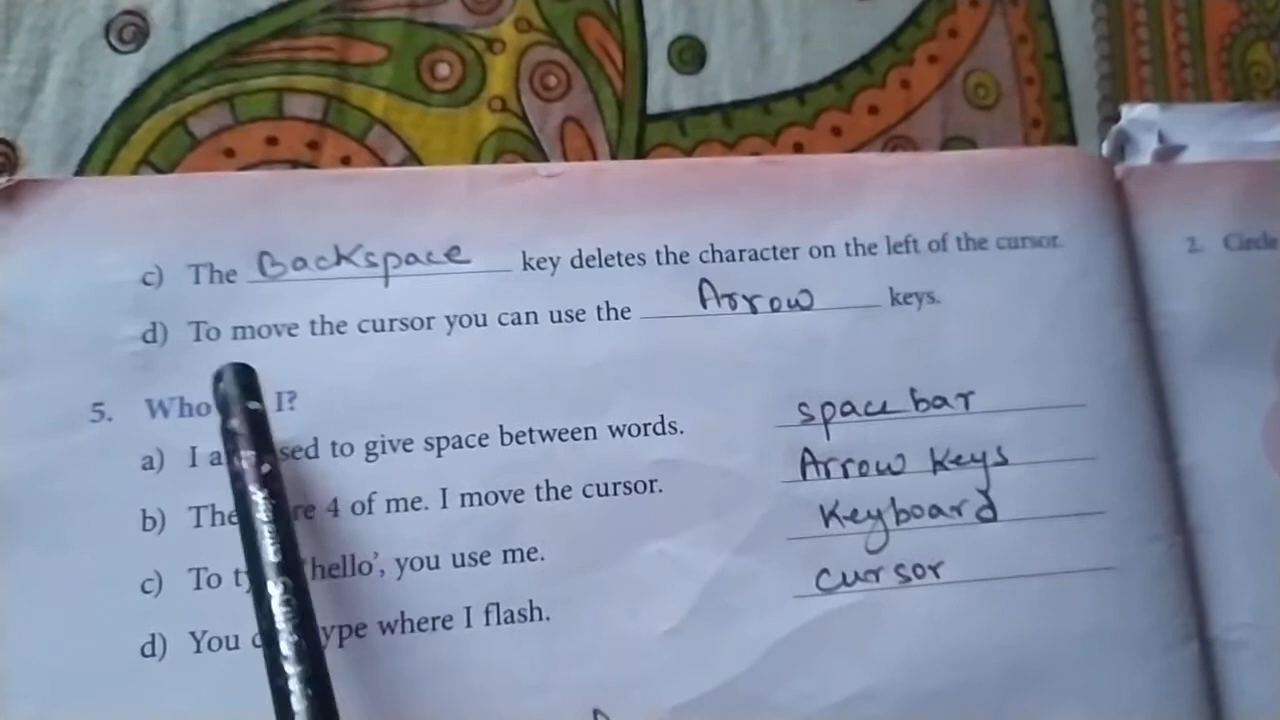 c) The Backspace key deletes the character on the left of the cursor.
d) To move the cursor you can use the Arrow keys.
2. Circle
5. Who I?
a) I a sed to give space between words. space bar
b) The re 4 of me. I move the cursor. Arrow Keys
c) To t 'hello', you use me. Keyboard
d) You ype where I flash. cursor